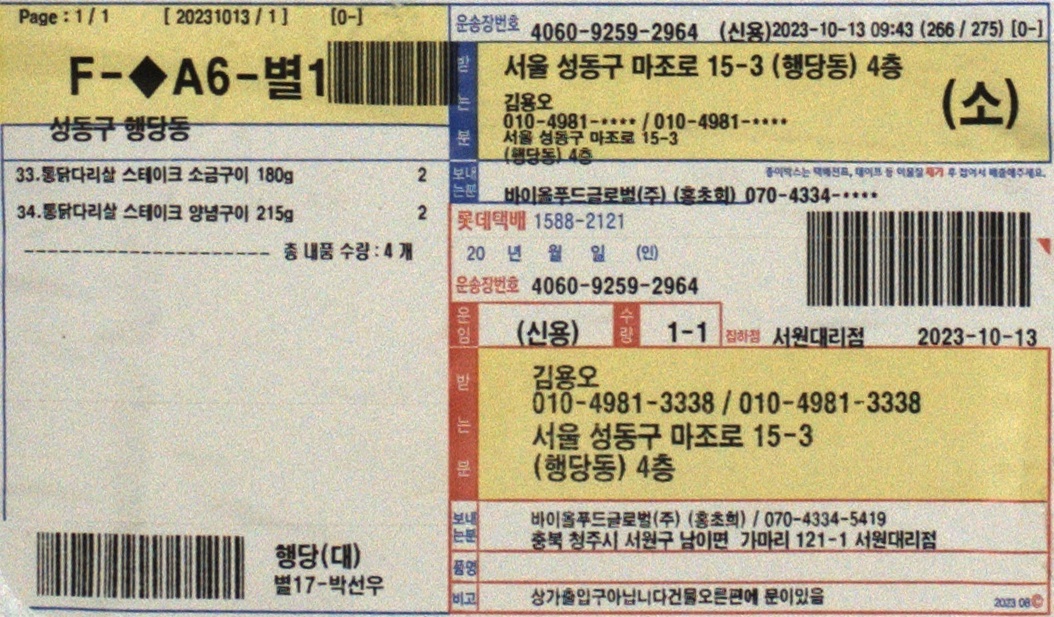 Page : 1 / 1 [ 20231013 / 1 ] [0-]
F-◆A6-별1
성동구 행당동
33.통닭다리살 스테이크 소금구이 180g 2
34.통닭다리살 스테이크 양념구이 215g 2
총 내품 수량 : 4 개
행당(대)
별17-박선우
운송장번호 4060-9259-2964 (신용)2023-10-13 09:43 (266 / 275) [0-]
받는분
서울 성동구 마조로 15-3 (행당동) 4층
(소)
김용오
010-4981-**** / 010-4981-****
서울 성동구 마조로 15-3
(행당동) 4층
종이박스는 택배전표, 테이프 등 이물질 제거 후 접어서 배출해주세요.
보내는분 바이올푸드글로벌(주) (홍초희) 070-4334-****
롯데택배 1588-2121
20 년 월 일 (인)
운송장번호 4060-9259-2964
운임 (신용) 수량 1-1 집하점 서원대리점 2023-10-13
받는분
김용오
010-4981-3338 / 010-4981-3338
서울 성동구 마조로 15-3
(행당동) 4층
보내는분
바이올푸드글로벌(주) (홍초희) / 070-4334-5419
충북 청주시 서원구 남이면 가마리 121-1 서원대리점
품명
비고 상가출입구아닙니다건물오른편에 문이있음
2023 08 ©